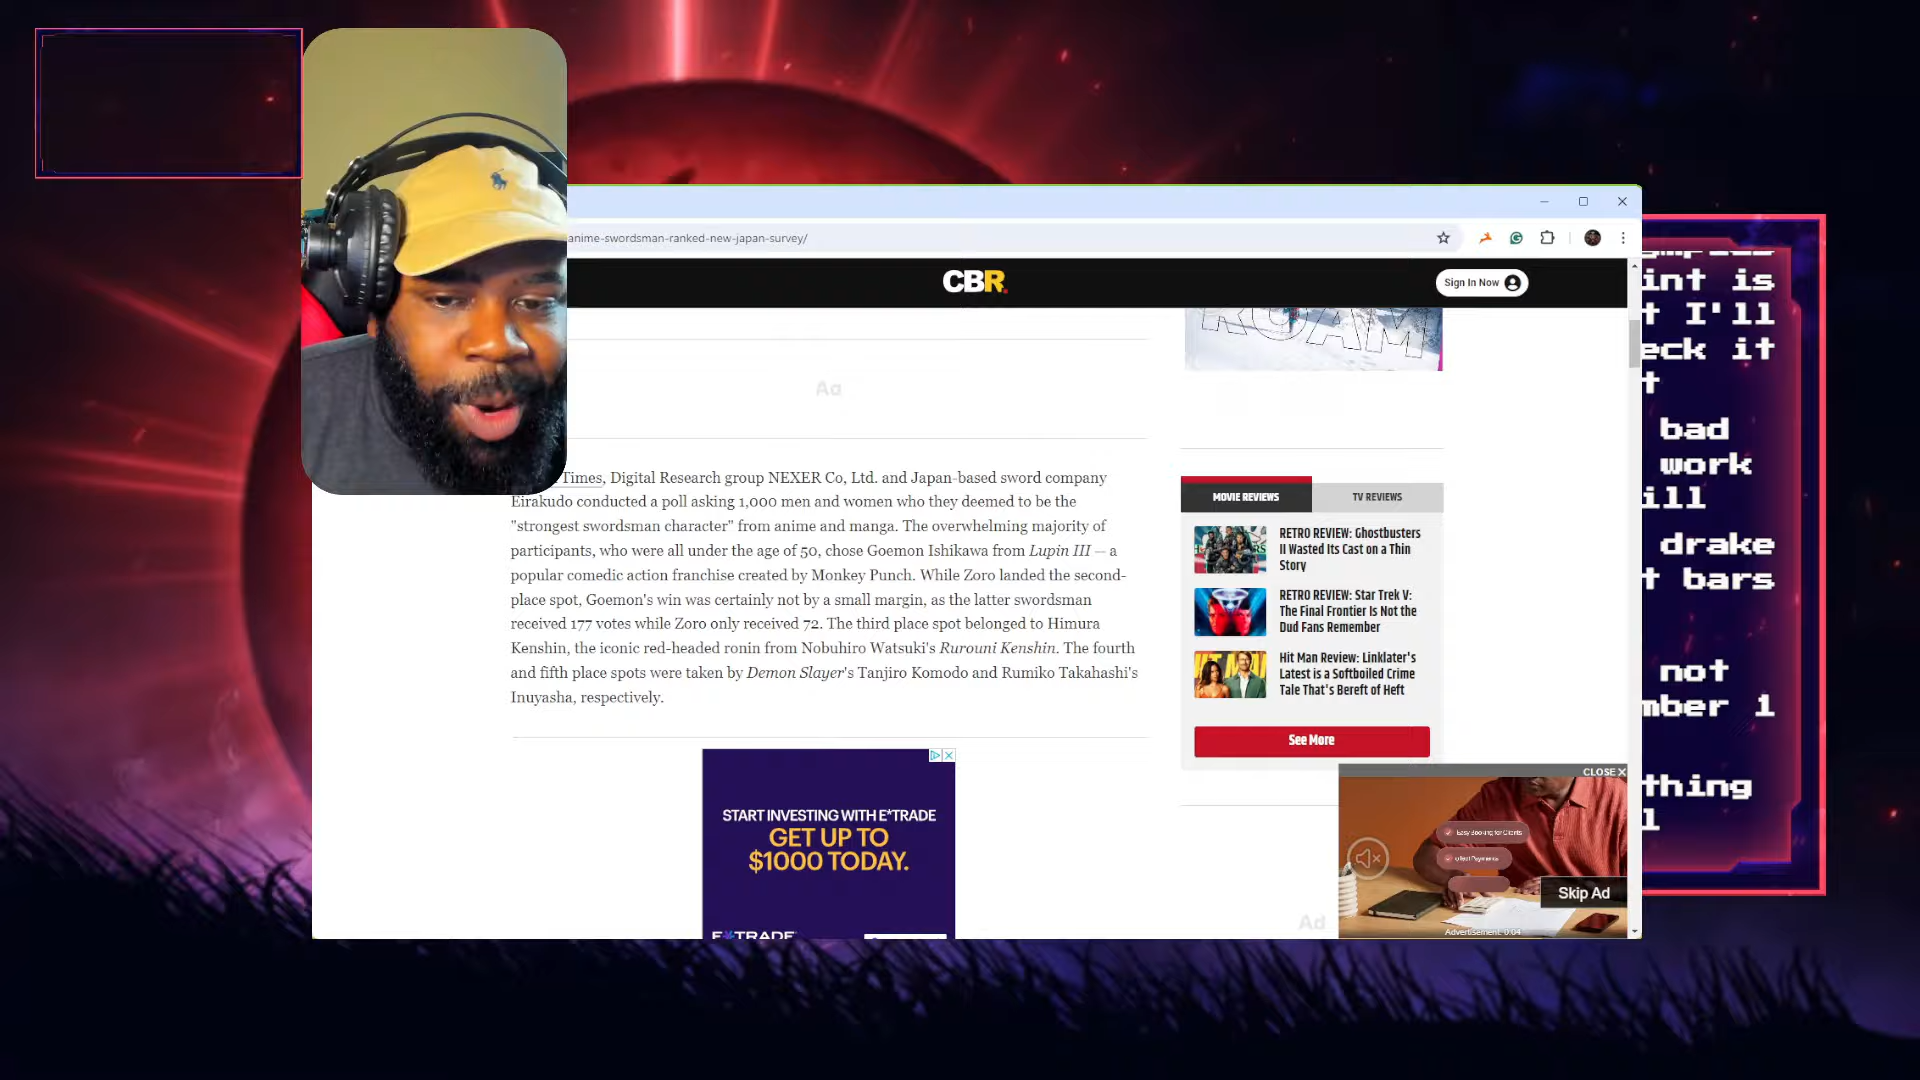 anime-swordsman-ranked-new-japan-survey/
CBR.
Sign In Now
ROAM
Aa
Times, Digital Research group NEXER Co, Ltd. and Japan-based sword company
Eirakudo conducted a poll asking 1,000 men and women who they deemed to be the
"strongest swordsman character" from anime and manga. The overwhelming majority of
participants, who were all under the age of 50, chose Goemon Ishikawa from Lupin III — a
popular comedic action franchise created by Monkey Punch. While Zoro landed the second-
place spot, Goemon's win was certainly not by a small margin, as the latter swordsman
received 177 votes while Zoro only received 72. The third place spot belonged to Himura
Kenshin, the iconic red-headed ronin from Nobuhiro Watsuki's Rurouni Kenshin. The fourth
and fifth place spots were taken by Demon Slayer's Tanjiro Komodo and Rumiko Takahashi's
Inuyasha, respectively.
START INVESTING WITH E*TRADE
GET UP TO
$1000 TODAY.
E*TRADE
MOVIE REVIEWS
TV REVIEWS
RETRO REVIEW: Ghostbusters
II Wasted Its Cast on a Thin
Story
RETRO REVIEW: Star Trek V:
The Final Frontier Is Not the
Dud Fans Remember
Hit Man Review: Linklater's
Latest is a Softboiled Crime
Tale That's Bereft of Heft
See More
CLOSE X
Easy Booking for Clients
Skip Ad
Advertisement: 0:04
Ad
int is
t I'll
eck it
t
bad
work
ill
drake
t bars
not
mber 1
thing
l